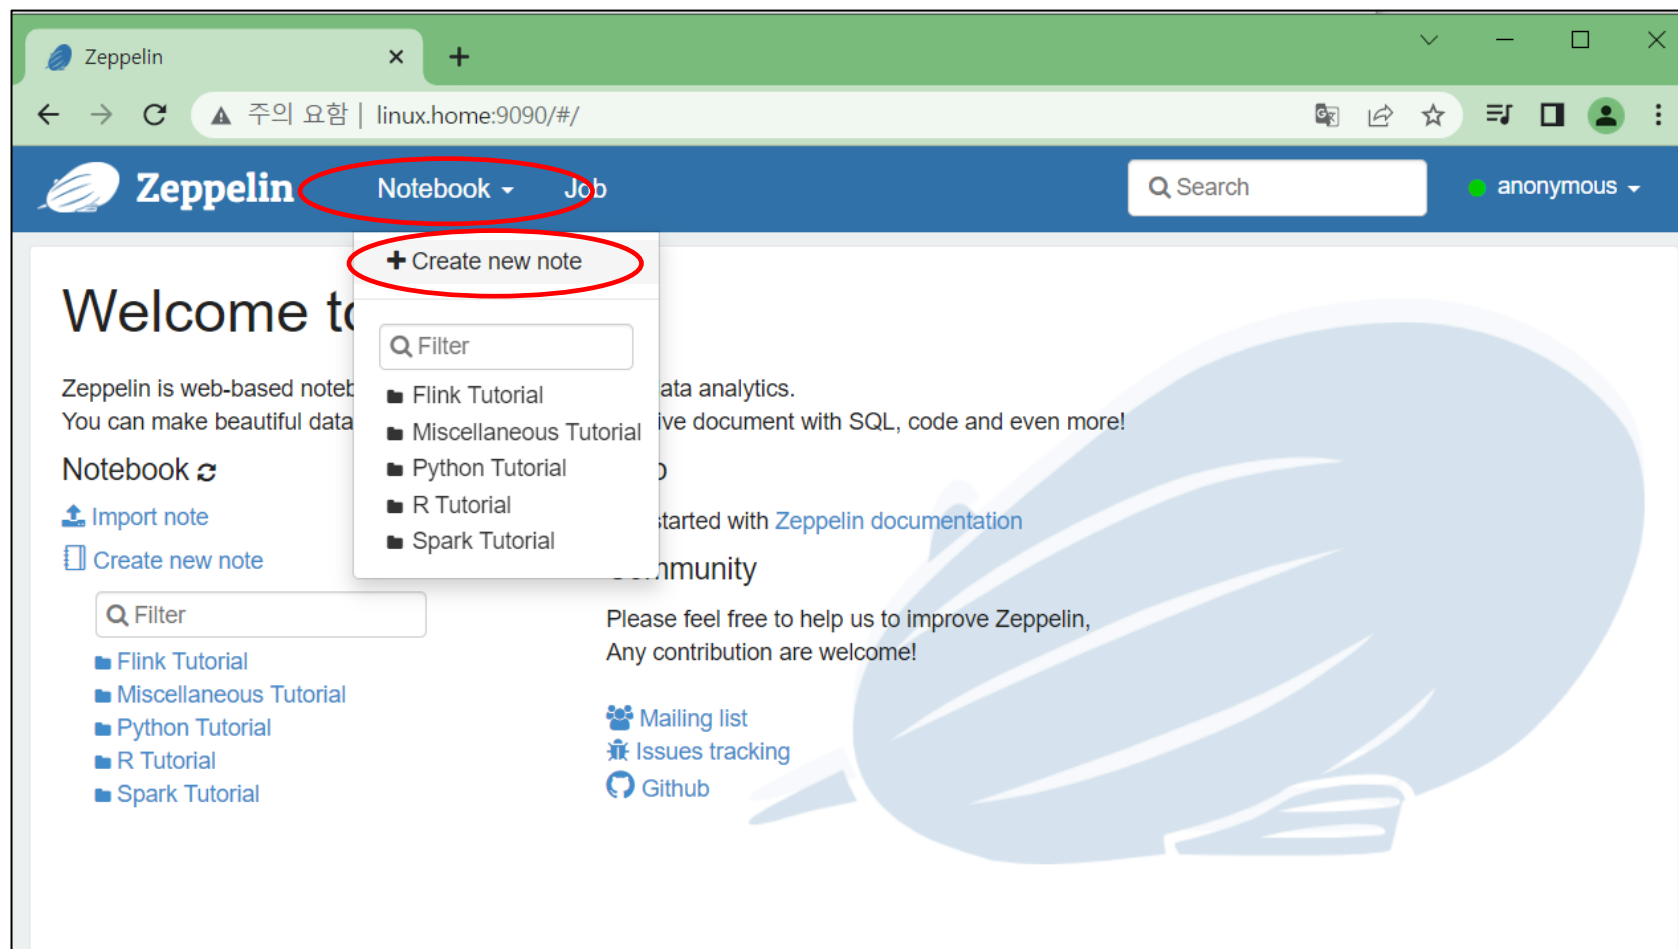 Zeppelin
주의 요함 | linux.home:9090/#/
Zeppelin
Notebook
Job
Search
anonymous
Create new note
Filter
Flink Tutorial
Miscellaneous Tutorial
Python Tutorial
R Tutorial
Spark Tutorial
Welcome
Zeppelin is web-based
ata analytics.
You can make beautiful data
ive document with SQL, code and even more!
Notebook
Import note
Create new note
Filter
Flink Tutorial
Miscellaneous Tutorial
Python Tutorial
R Tutorial
Spark Tutorial
started with Zeppelin documentation
mmunity
Please feel free to help us to improve Zeppelin,
Any contribution are welcome!
Mailing list
Issues tracking
Github